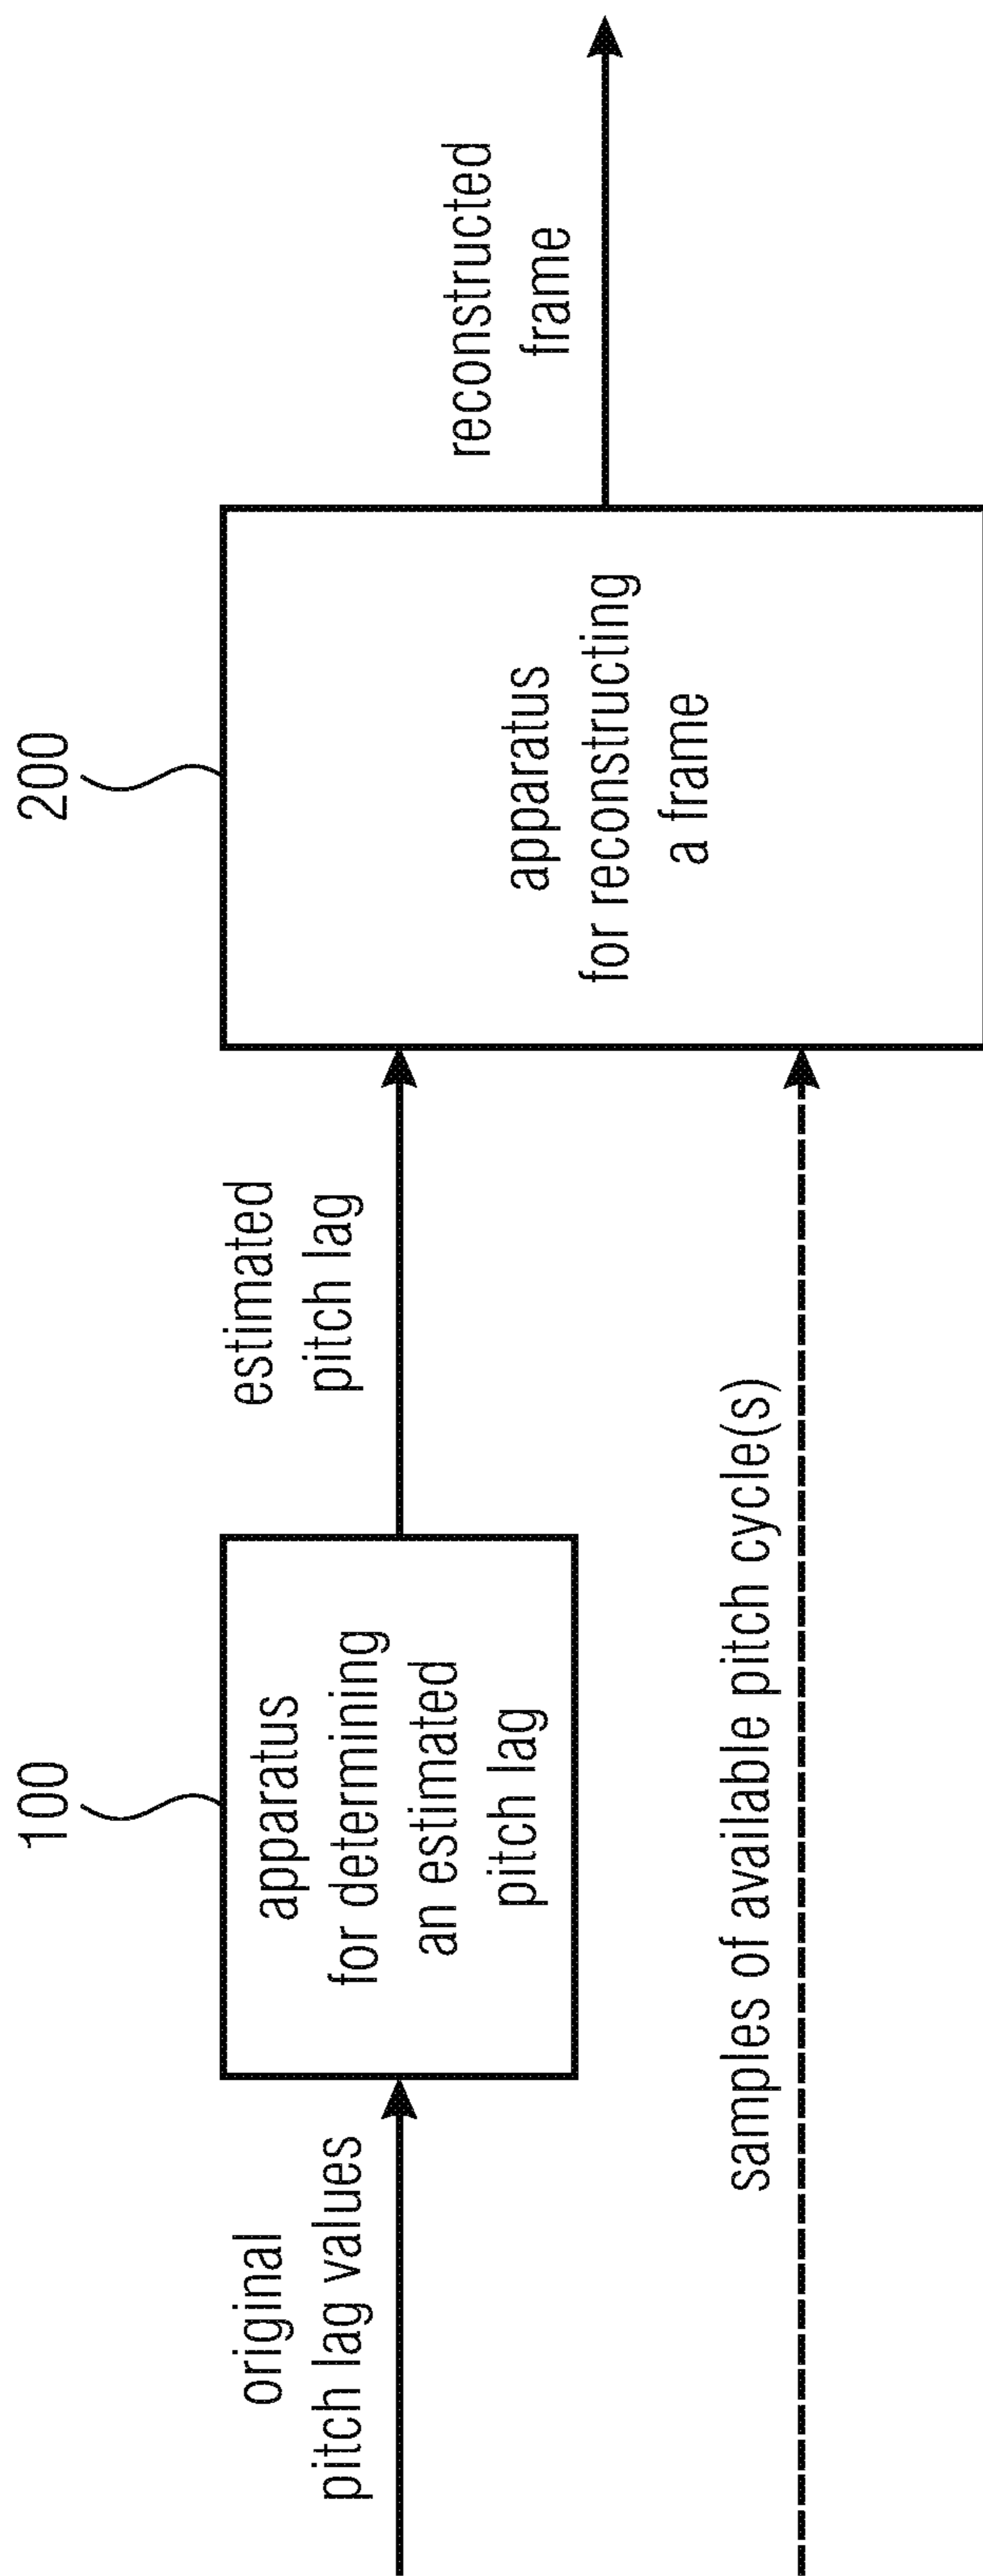 100
200
original
pitch lag values
apparatus
for determining
an estimated
pitch lag
estimated
pitch lag
apparatus
for reconstructing
a frame
reconstructed
frame
samples of available pitch cycle(s)